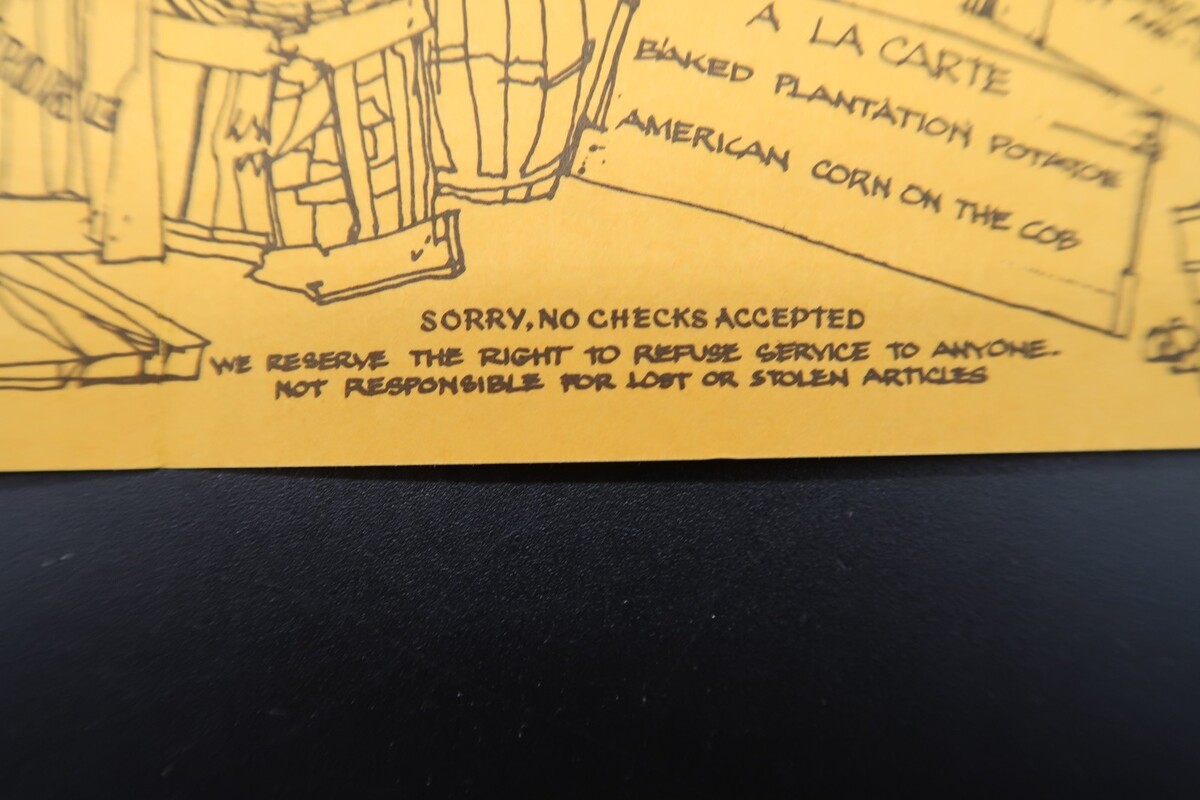 A LA CARTE
BAKED PLANTATION POTATOE
AMERICAN CORN ON THE COB
SORRY, NO CHECKS ACCEPTED
WE RESERVE THE RIGHT TO REFUSE SERVICE TO ANYONE.
NOT RESPONSIBLE FOR LOST OR STOLEN ARTICLES